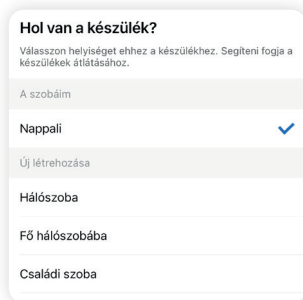 Hol van a készülék?
Válasszon helyiséget ehhez a készülékhez. Segíteni fogja a
készülékek átlátásához.
A szobáim
Nappali
Új létrehozása
Hálószoba
Fő hálószobába
Családi szoba